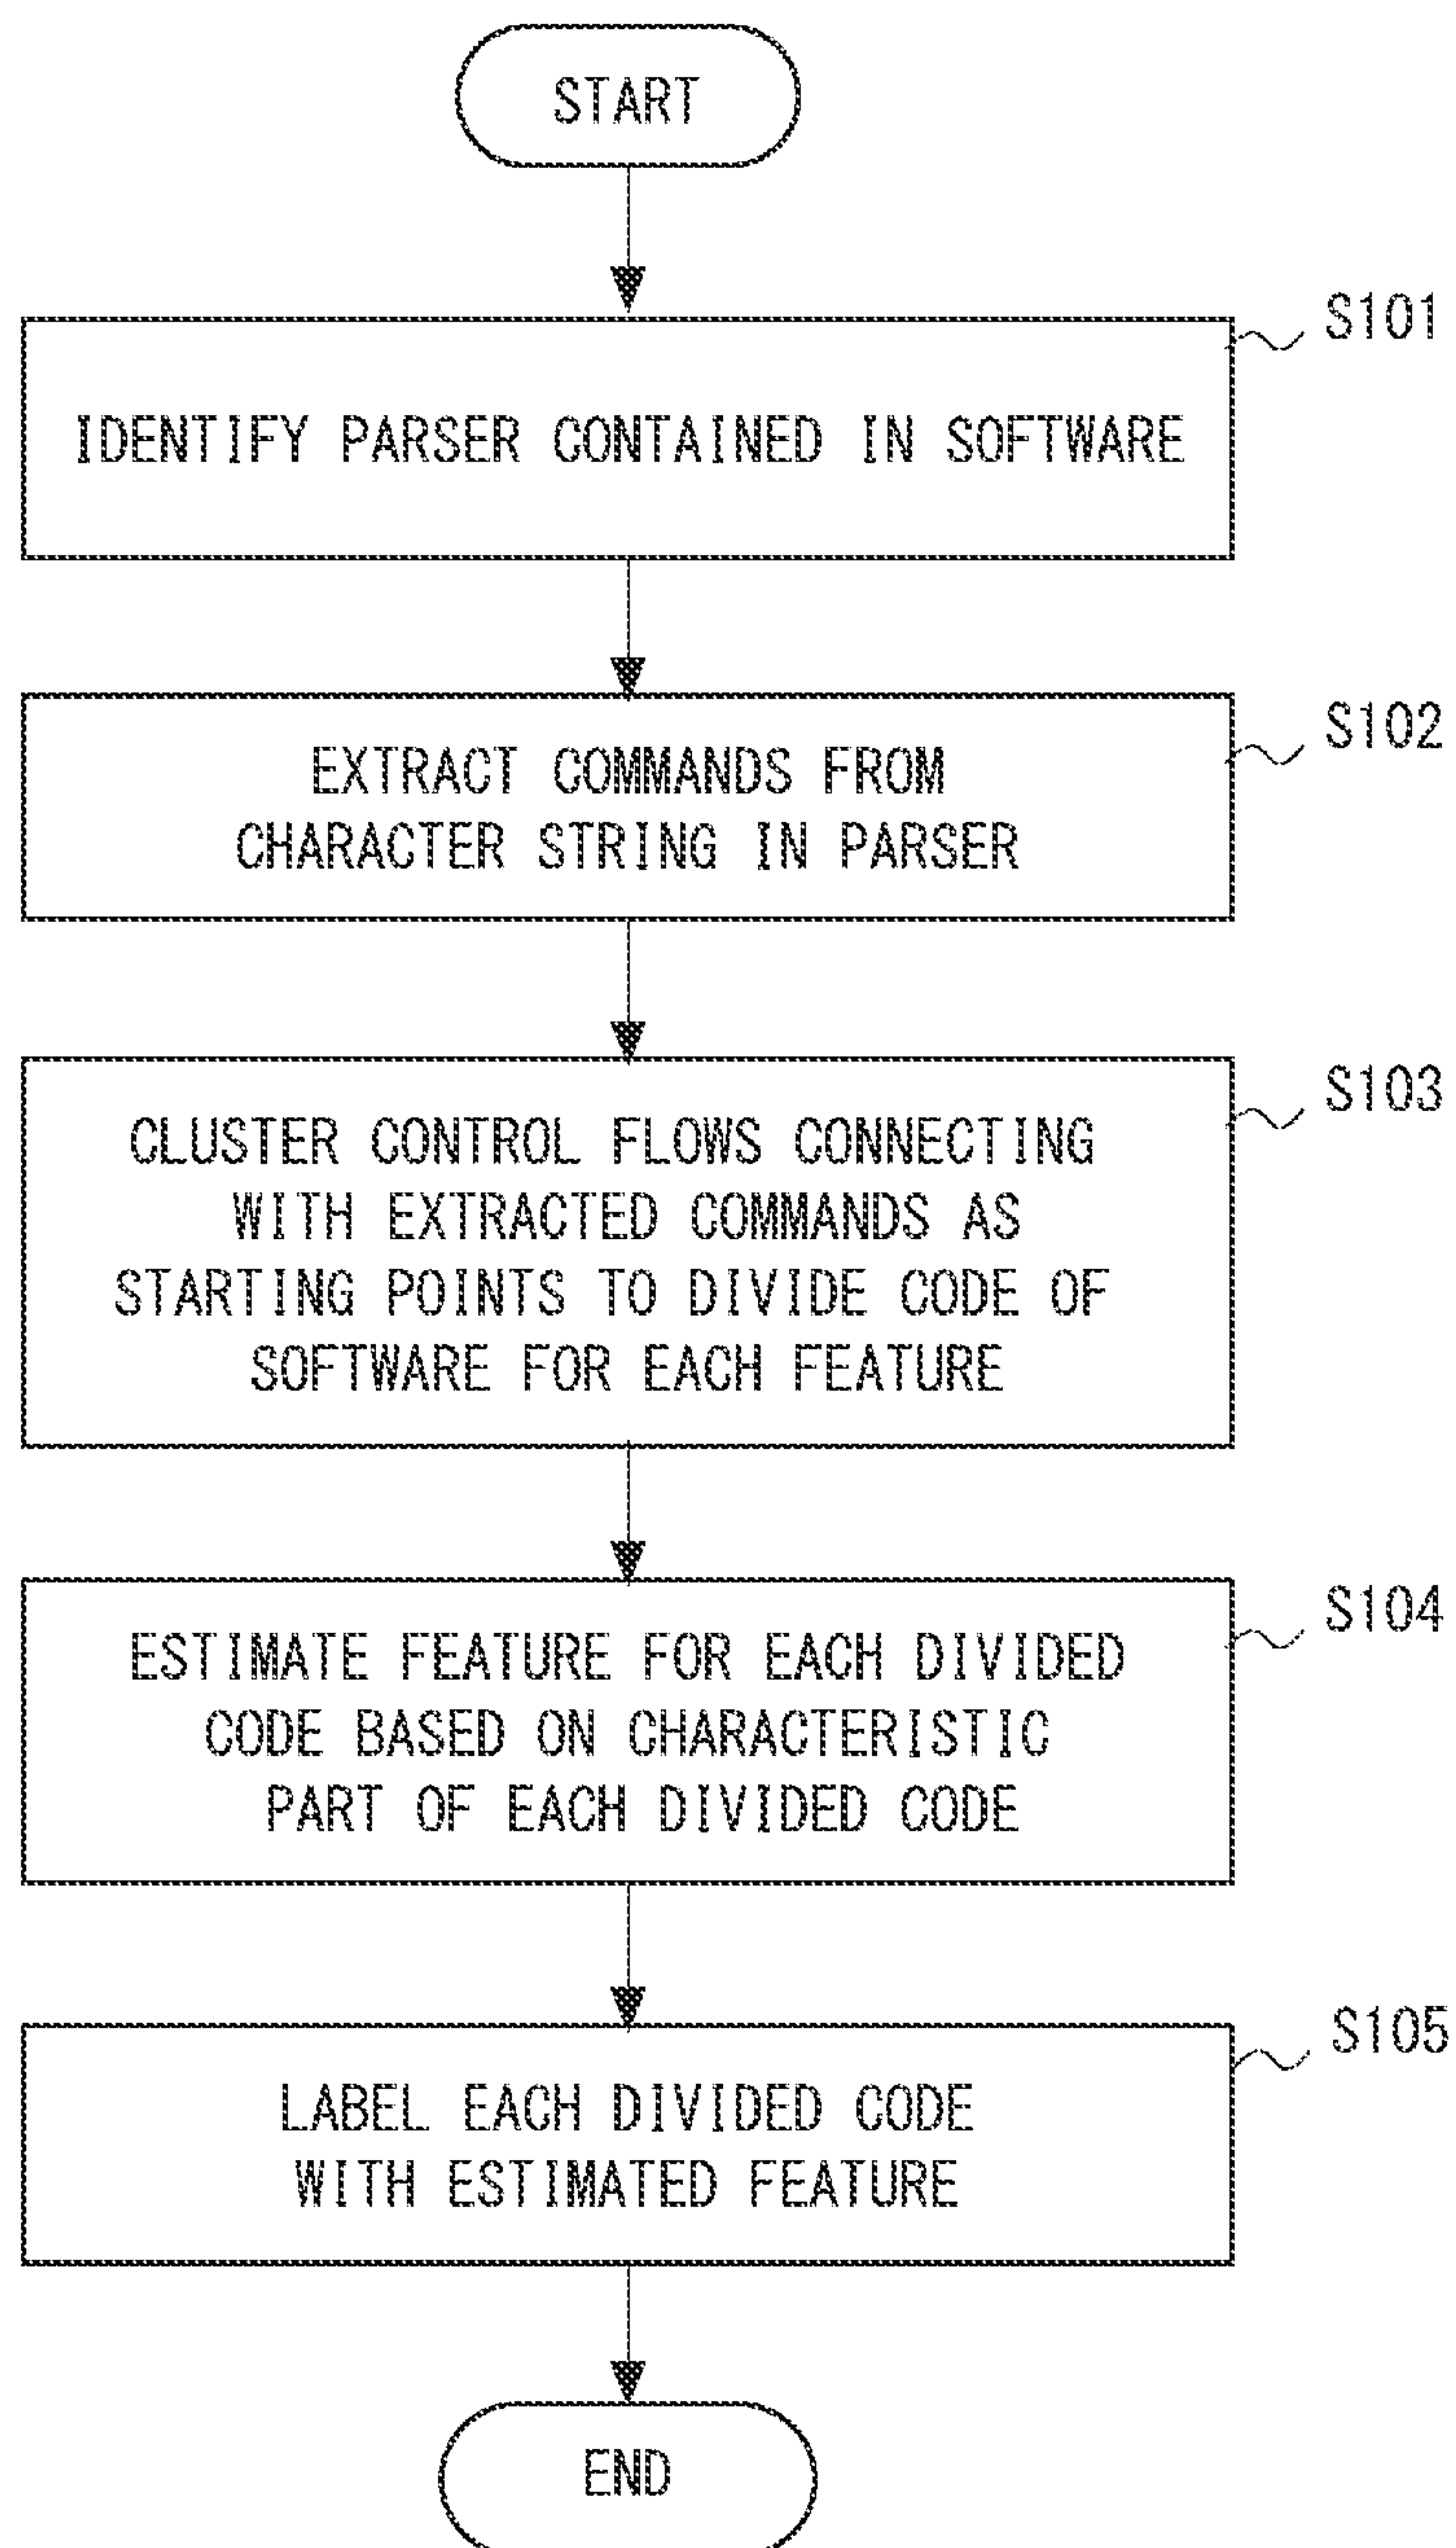 START
S101
IDENTIFY PARSER CONTAINED IN SOFTWARE
S102
EXTRACT COMMANDS FROM
CHARACTER STRING IN PARSER
S103
CLUSTER CONTROL FLOWS CONNECTING
WITH EXTRACTED COMMANDS AS
STARTING POINTS TO DIVIDE CODE OF
SOFTWARE FOR EACH FEATURE
S104
ESTIMATE FEATURE FOR EACH DIVIDED
CODE BASED ON CHARACTERISTIC
PART OF EACH DIVIDED CODE
S105
LABEL EACH DIVIDED CODE
WITH ESTIMATED FEATURE
END